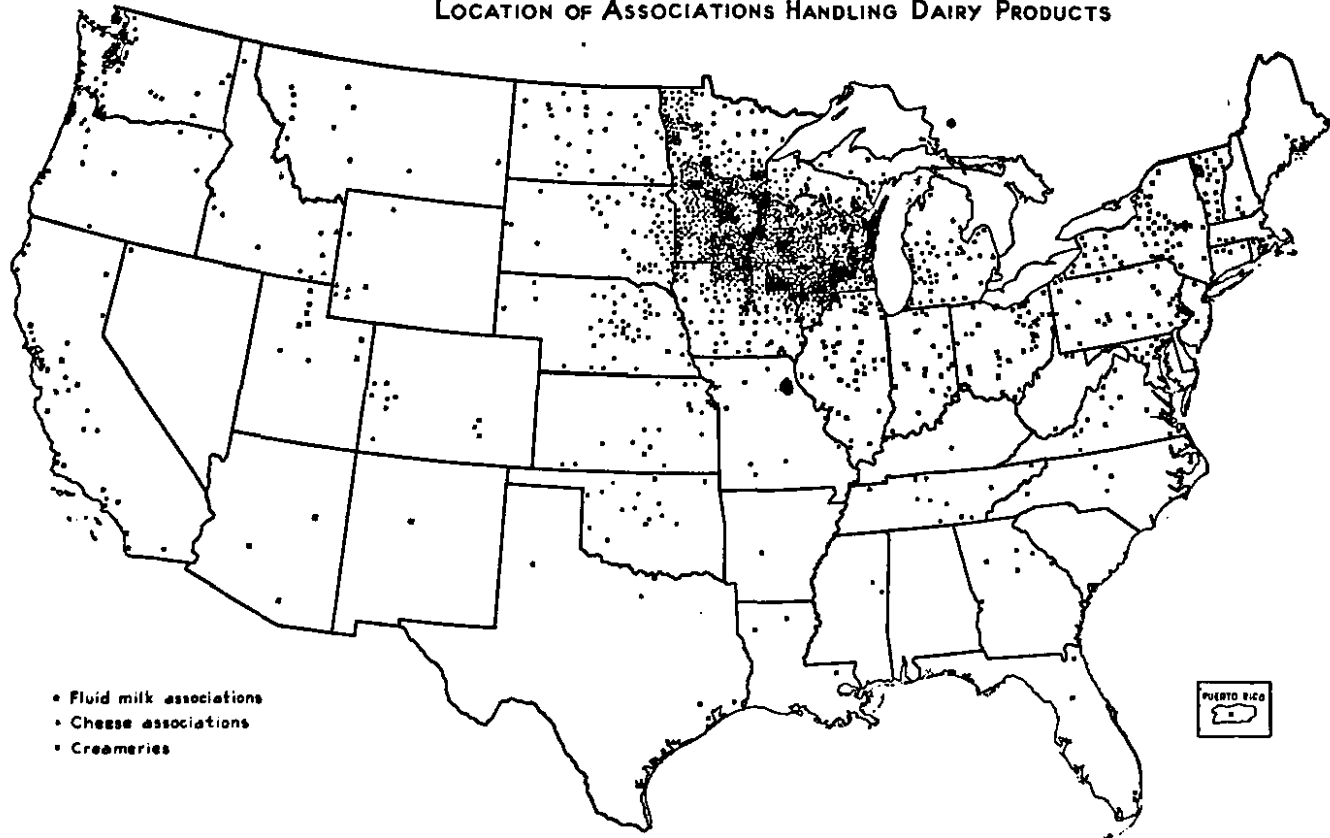 LOCATION OF ASSOCIATIONS HANDLING DAIRY PRODUCTS
Fluid milk associations
Cheese associations
Creameries
PUERTO RICO